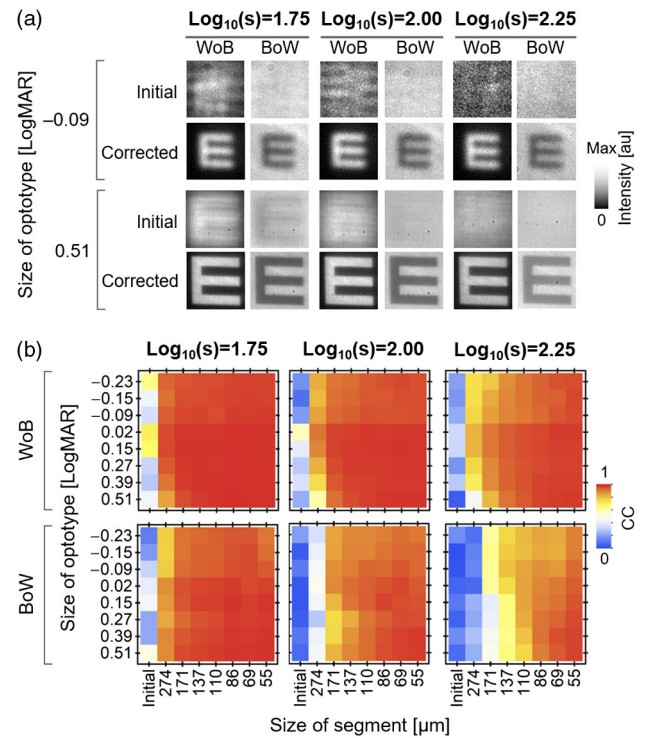 (a)
Log₁₀(s)=1.75 Log₁₀(s)=2.00 Log₁₀(s)=2.25
WoB BoW WoB BoW WoB BoW
Size of optotype [LogMAR]
−0.09
Initial
Corrected
0.51
Initial
Corrected
Max
0
Intensity [au]
(b)
Log₁₀(s)=1.75 Log₁₀(s)=2.00 Log₁₀(s)=2.25
WoB
BoW
Size of optotype [LogMAR]
−0.23
−0.15
−0.09
0.02
0.15
0.27
0.39
0.51
−0.23
−0.15
−0.09
0.02
0.15
0.27
0.39
0.51
1
0
CC
Initial 274 171 137 110 86 69 55 Initial 274 171 137 110 86 69 55 Initial 274 171 137 110 86 69 55
Size of segment [μm]